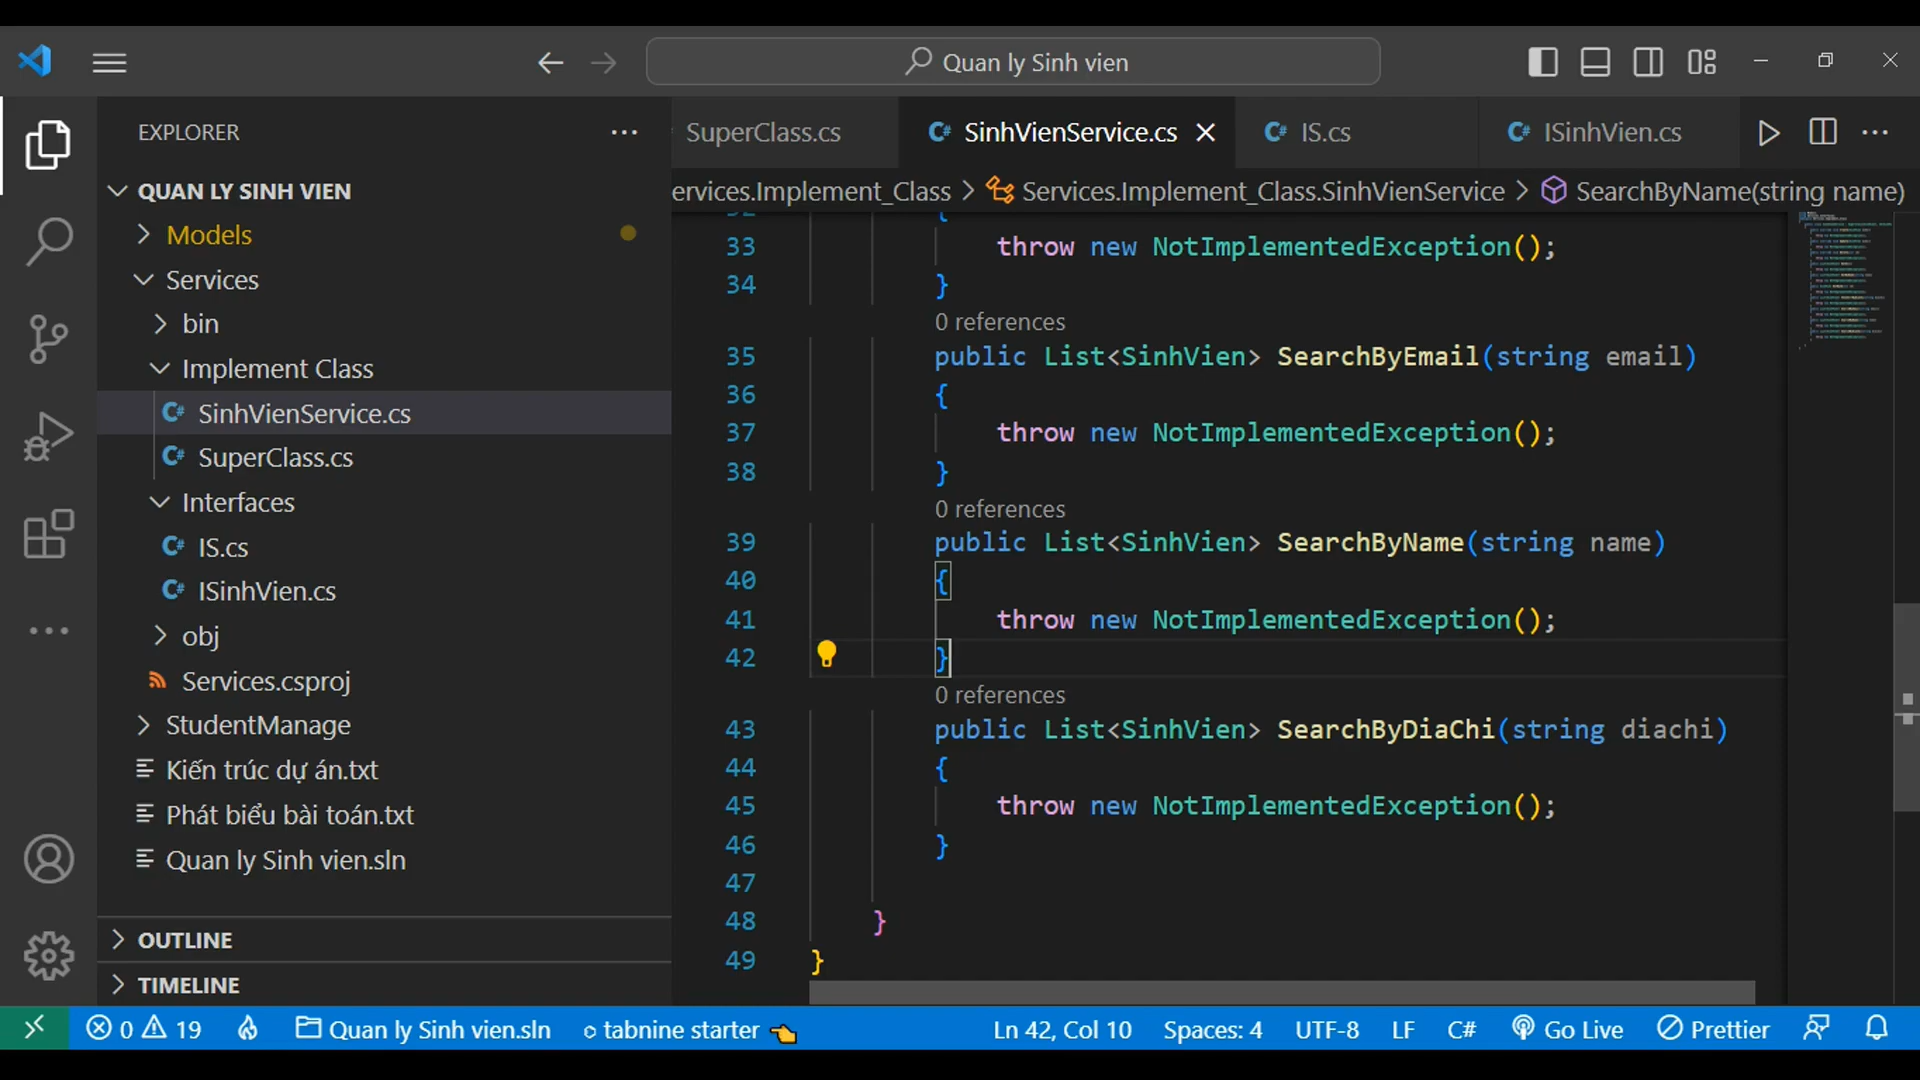 Quan ly Sinh vien
EXPLORER
QUAN LY SINH VIEN
Models
Services
bin
Implement Class
SinhVienService.cs
SuperClass.cs
Interfaces
IS.cs
ISinhVien.cs
obj
Services.csproj
StudentManage
Kiến trúc dự án.txt
Phát biểu bài toán.txt
Quan ly Sinh vien.sln
OUTLINE
TIMELINE
SuperClass.cs
SinhVienService.cs
IS.cs
ISinhVien.cs
ervices.Implement_Class > Services.Implement_Class.SinhVienService > SearchByName(string name)
32 {
33 throw new NotImplementedException();
34 }
0 references
35 public List<SinhVien> SearchByEmail(string email)
36 {
37 throw new NotImplementedException();
38 }
0 references
39 public List<SinhVien> SearchByName(string name)
40 {
41 throw new NotImplementedException();
42 }
0 references
43 public List<SinhVien> SearchByDiaChi(string diachi)
44 {
45 throw new NotImplementedException();
46 }
47
48 }
49 }
0 19 Quan ly Sinh vien.sln tabnine starter Ln 42, Col 10 Spaces: 4 UTF-8 LF C# Go Live Prettier